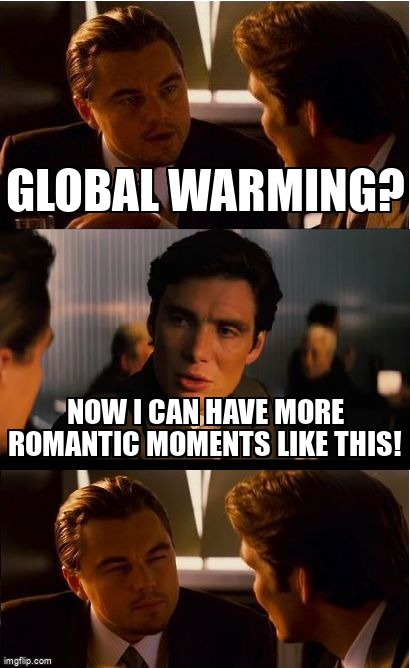 GLOBAL WARMING?
NOW I CAN HAVE MORE
ROMANTIC MOMENTS LIKE THIS!
imgflip.com